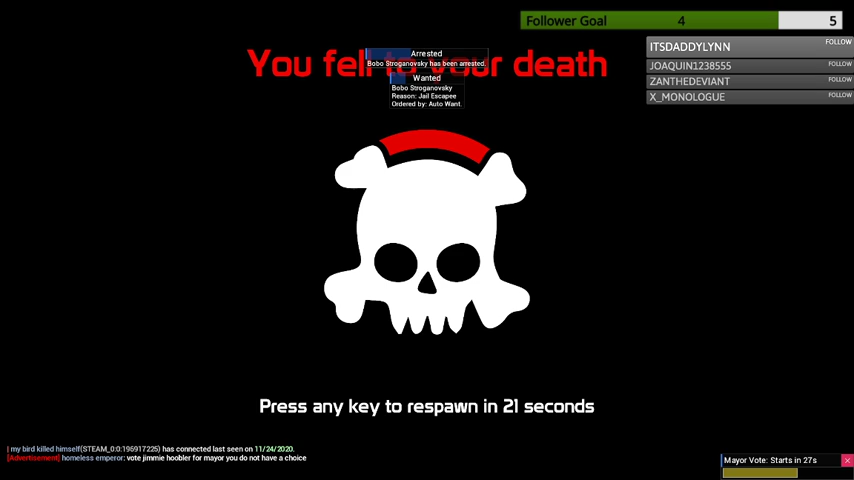 Follower Goal 4 5
ITSDADDYLYNN FOLLOW
JOAQUIN1238555 FOLLOW
ZANTHEDEVIANT FOLLOW
X_MONOLOGUE FOLLOW
You fell to your death
Arrested
Bobo Stroganovsky has been arrested.
Wanted
Bobo Stroganovsky
Reason: Jail Escapee
Ordered by: Auto Want.
Press any key to respawn in 21 seconds
| my bird killed himself(STEAM_0:0:196917225) has connected last seen on 11/24/2020.
[Advertisement] homeless emperor: vote jimmie hoobler for mayor you do not have a choice
Mayor Vote: Starts in 27s